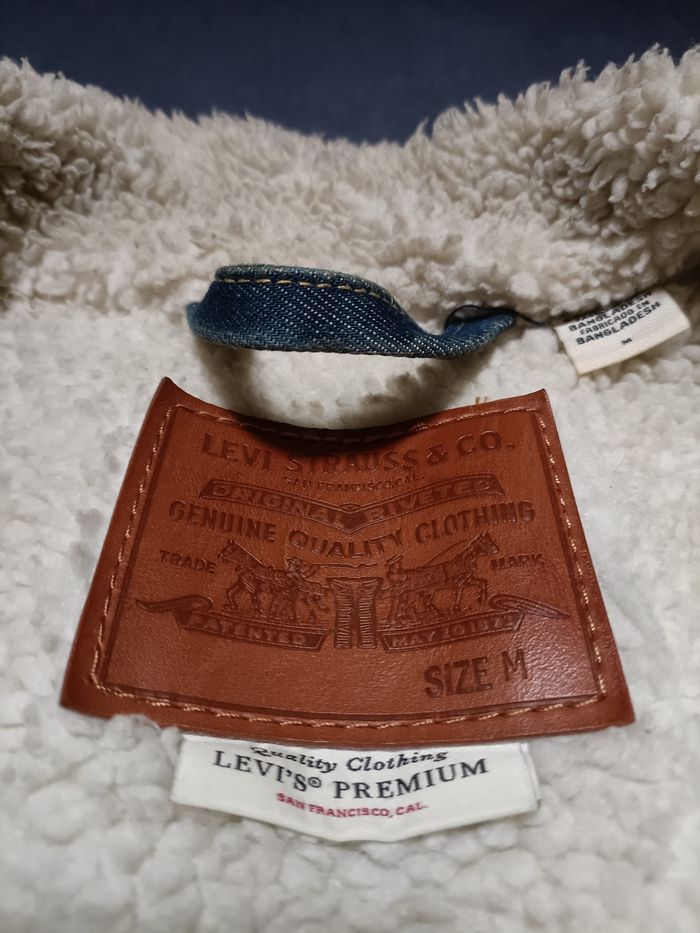 BANGLADESH
FABRICADO EN
BANGLADESH
M
LEVI STRAUSS & CO.
SAN FRANCISCO, CAL.
ORIGINAL RIVETED
GENUINE QUALITY CLOTHING
TRADE MARK
PATENTED MAY 20 1873
SIZE M
Quality Clothing
LEVI'S® PREMIUM
SAN FRANCISCO, CAL.